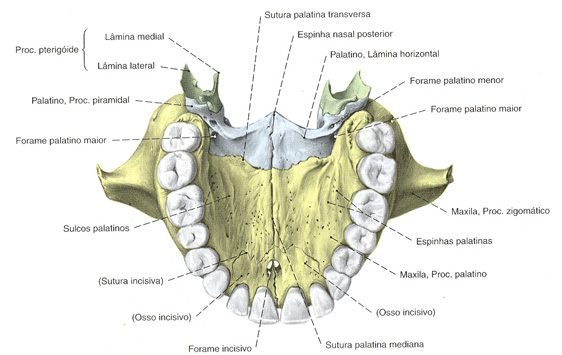 Sutura palatina transversa
Lâmina medial
Espinha nasal posterior
Proc. pterigóide
Palatino, Lâmina horizontal
Lâmina lateral
Forame palatino menor
Palatino, Proc. piramidal
Forame palatino maior
Forame palatino maior
Maxila, Proc. zigomático
Sulcos palatinos
Espinhas palatinas
(Sutura incisiva)
Maxila, Proc. palatino
(Osso incisivo)
(Osso incisivo)
Forame incisivo
Sutura palatina mediana